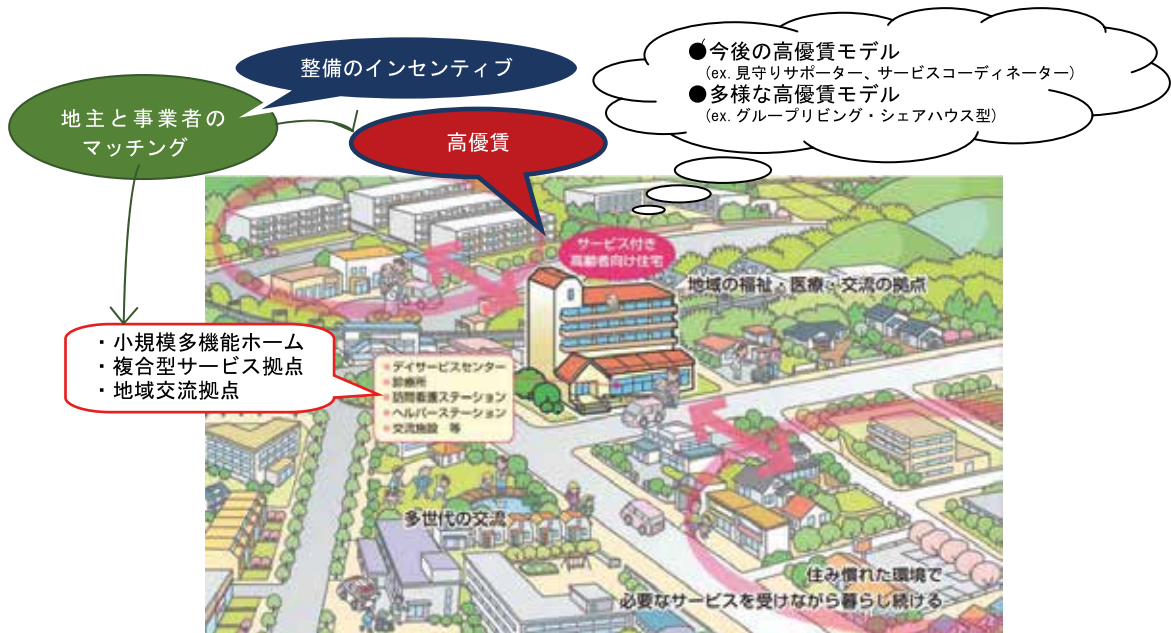 整備のインセンティブ
地主と事業者の
マッチング
高優賃
●今後の高優賃モデル
(ex. 見守りサポーター、サービスコーディネーター)
●多様な高優賃モデル
(ex. グループリビング・シェアハウス型)
サービス付き
高齢者向け住宅
地域の福祉・医療・交流の拠点
・小規模多機能ホーム
・複合型サービス拠点
・地域交流拠点
●デイサービスセンター
●診療所
●訪問看護ステーション
●ヘルパーステーション
●交流施設 等
多世代の交流
住み慣れた環境で
必要なサービスを受けながら暮らし続ける